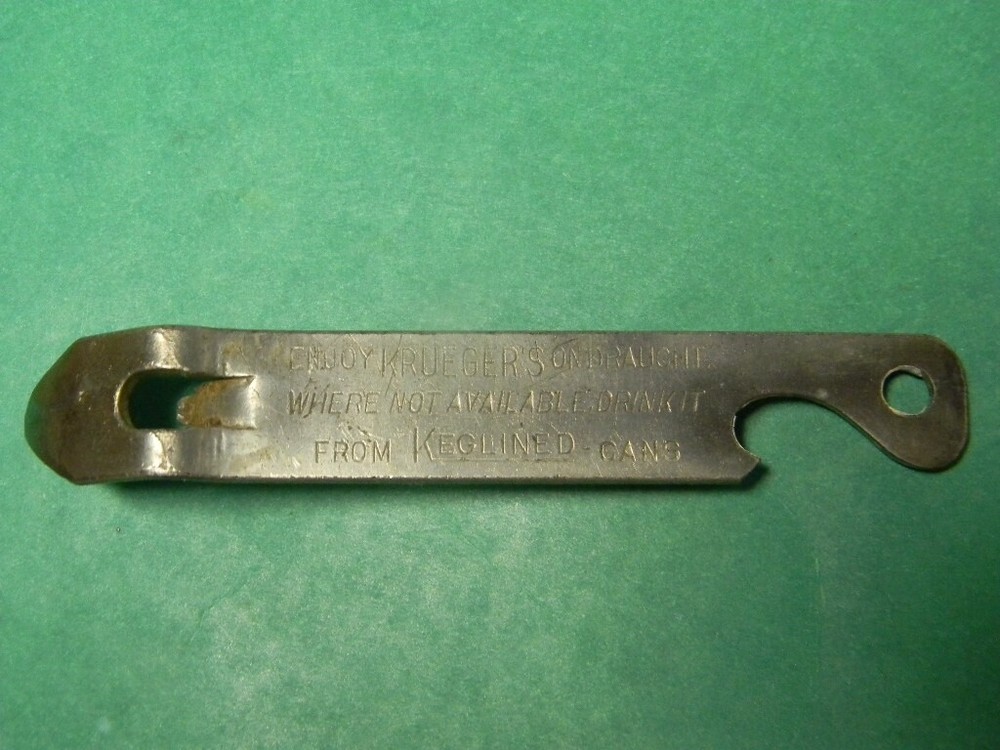 ENJOY KRUEGER'S ON DRAUGHT
WHERE NOT AVAILABLE-DRINK IT
FROM KEGLINED CANS